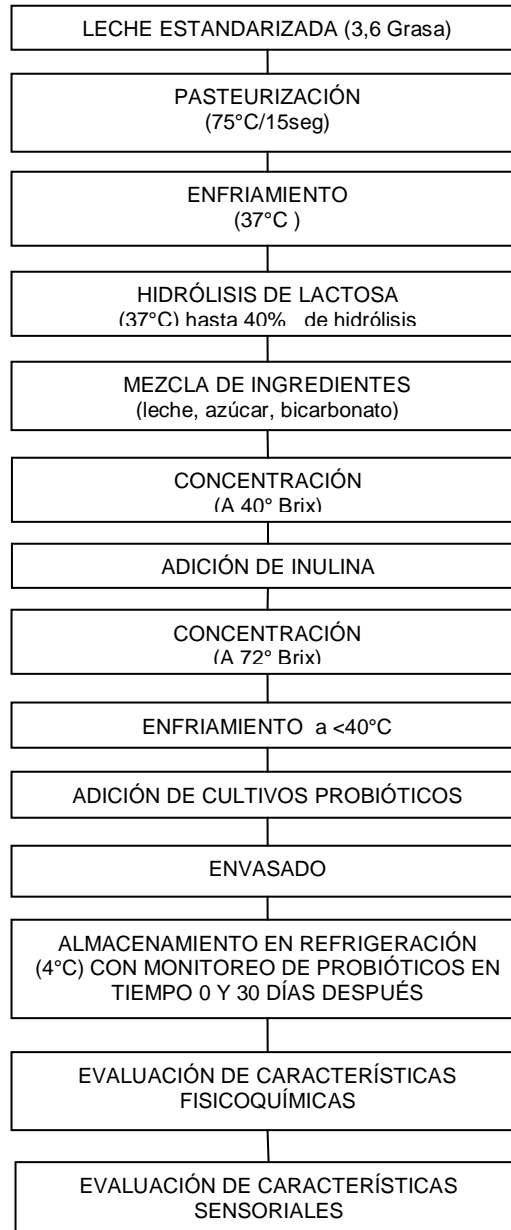 LECHE ESTANDARIZADA (3,6 Grasa)
PASTEURIZACIÓN
(75°C/15seg)
ENFRIAMIENTO
(37°C )
HIDRÓLISIS DE LACTOSA
(37°C) hasta 40% de hidrólisis
MEZCLA DE INGREDIENTES
(leche, azúcar, bicarbonato)
CONCENTRACIÓN
(A 40° Brix)
ADICIÓN DE INULINA
CONCENTRACIÓN
(A 72° Brix)
ENFRIAMIENTO a <40°C
ADICIÓN DE CULTIVOS PROBIÓTICOS
ENVASADO
ALMACENAMIENTO EN REFRIGERACIÓN
(4°C) CON MONITOREO DE PROBIÓTICOS EN
TIEMPO 0 Y 30 DÍAS DESPUÉS
EVALUACIÓN DE CARACTERÍSTICAS
FISICOQUÍMICAS
EVALUACIÓN DE CARACTERÍSTICAS
SENSORIALES